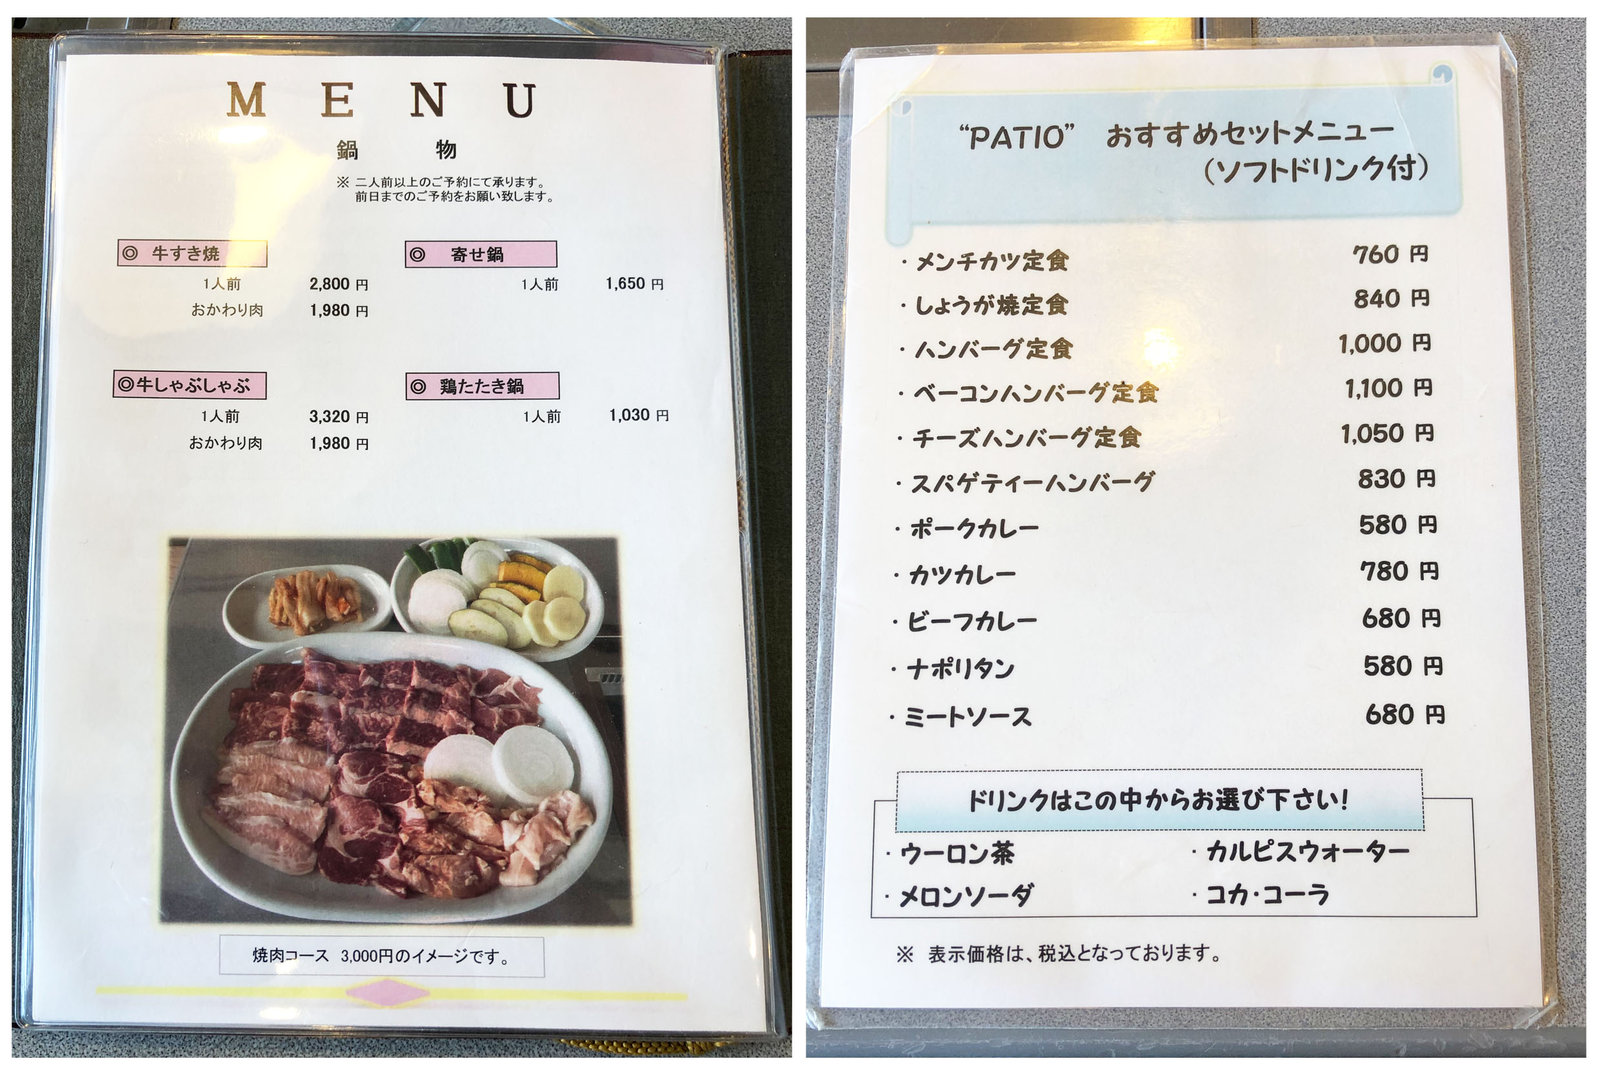 MENU
鍋 物
※ 二人前以上のご予約にて承ります。
前日までのご予約をお願い致します。
◎ 牛すき焼
1人前 2,800 円
おかわり肉 1,980 円
◎ 寄せ鍋
1人前 1,650 円
◎牛しゃぶしゃぶ
1人前 3,320 円
おかわり肉 1,980 円
◎ 鶏たたき鍋
1人前 1,030 円
焼肉コース 3,000円のイメージです。
“PATIO” おすすめセットメニュー
(ソフトドリンク付)
・メンチカツ定食 760 円
・しょうが焼定食 840 円
・ハンバーグ定食 1,000 円
・ベーコンハンバーグ定食 1,100 円
・チーズハンバーグ定食 1,050 円
・スパゲティーハンバーグ 830 円
・ポークカレー 580 円
・カツカレー 780 円
・ビーフカレー 680 円
・ナポリタン 580 円
・ミートソース 680 円
ドリンクはこの中からお選び下さい!
・ウーロン茶 ・カルピスウォーター
・メロンソーダ ・コカ・コーラ
※ 表示価格は、税込となっております。